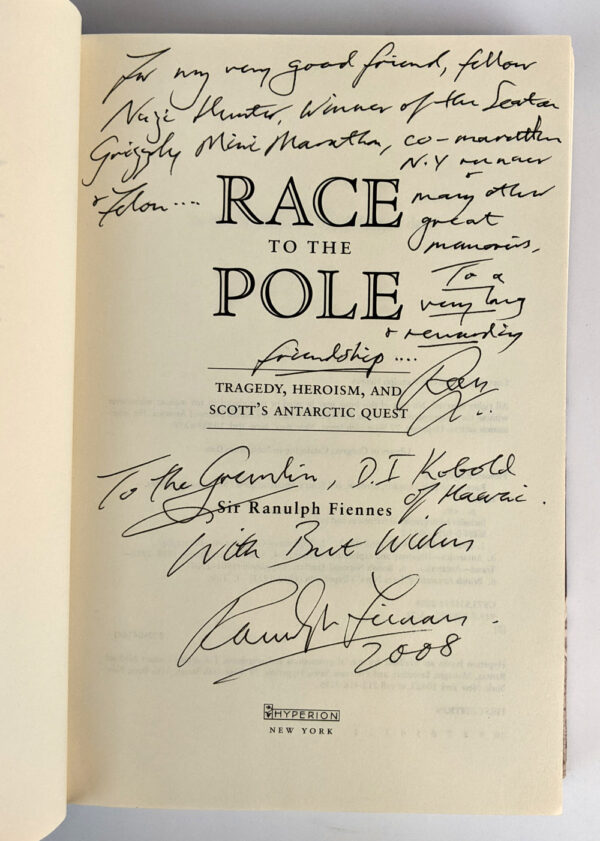 For my very good friend, fellow
Nazi Hunter, Winner of the
Grizzly Mini Marathon, co-marathon
N.Y runner
& Felon....
& many other
great
memories.
RACE
TO THE
POLE
To a
very long
& rewarding
friendship ....
Ran
TRAGEDY, HEROISM, AND
SCOTT'S ANTARCTIC QUEST
To the Gremlin, D.I Kobold
of Hawaii.
Sir Ranulph Fiennes
With Best Wishes
Ranulph Fiennes.
2008
HYPERION
NEW YORK